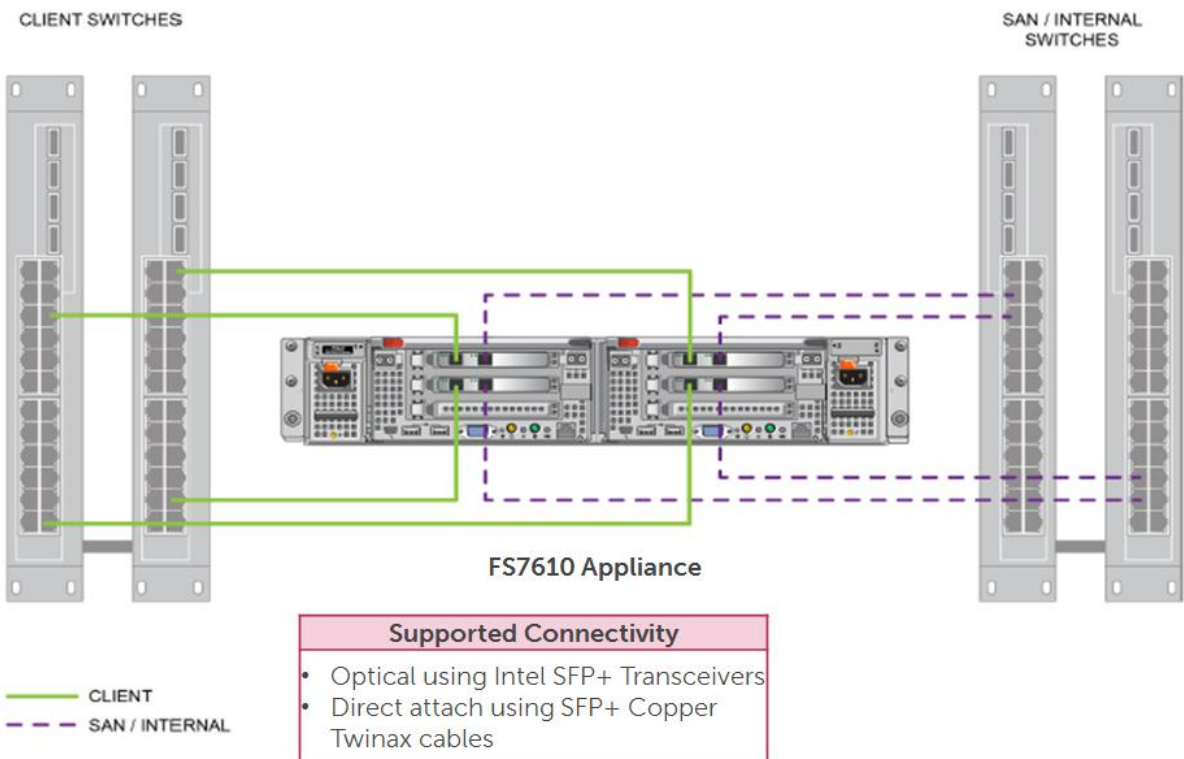 CLIENT SWITCHES
SAN / INTERNAL
SWITCHES
FS7610 Appliance
Supported Connectivity
• Optical using Intel SFP+ Transceivers
• Direct attach using SFP+ Copper
Twinax cables
CLIENT
SAN / INTERNAL